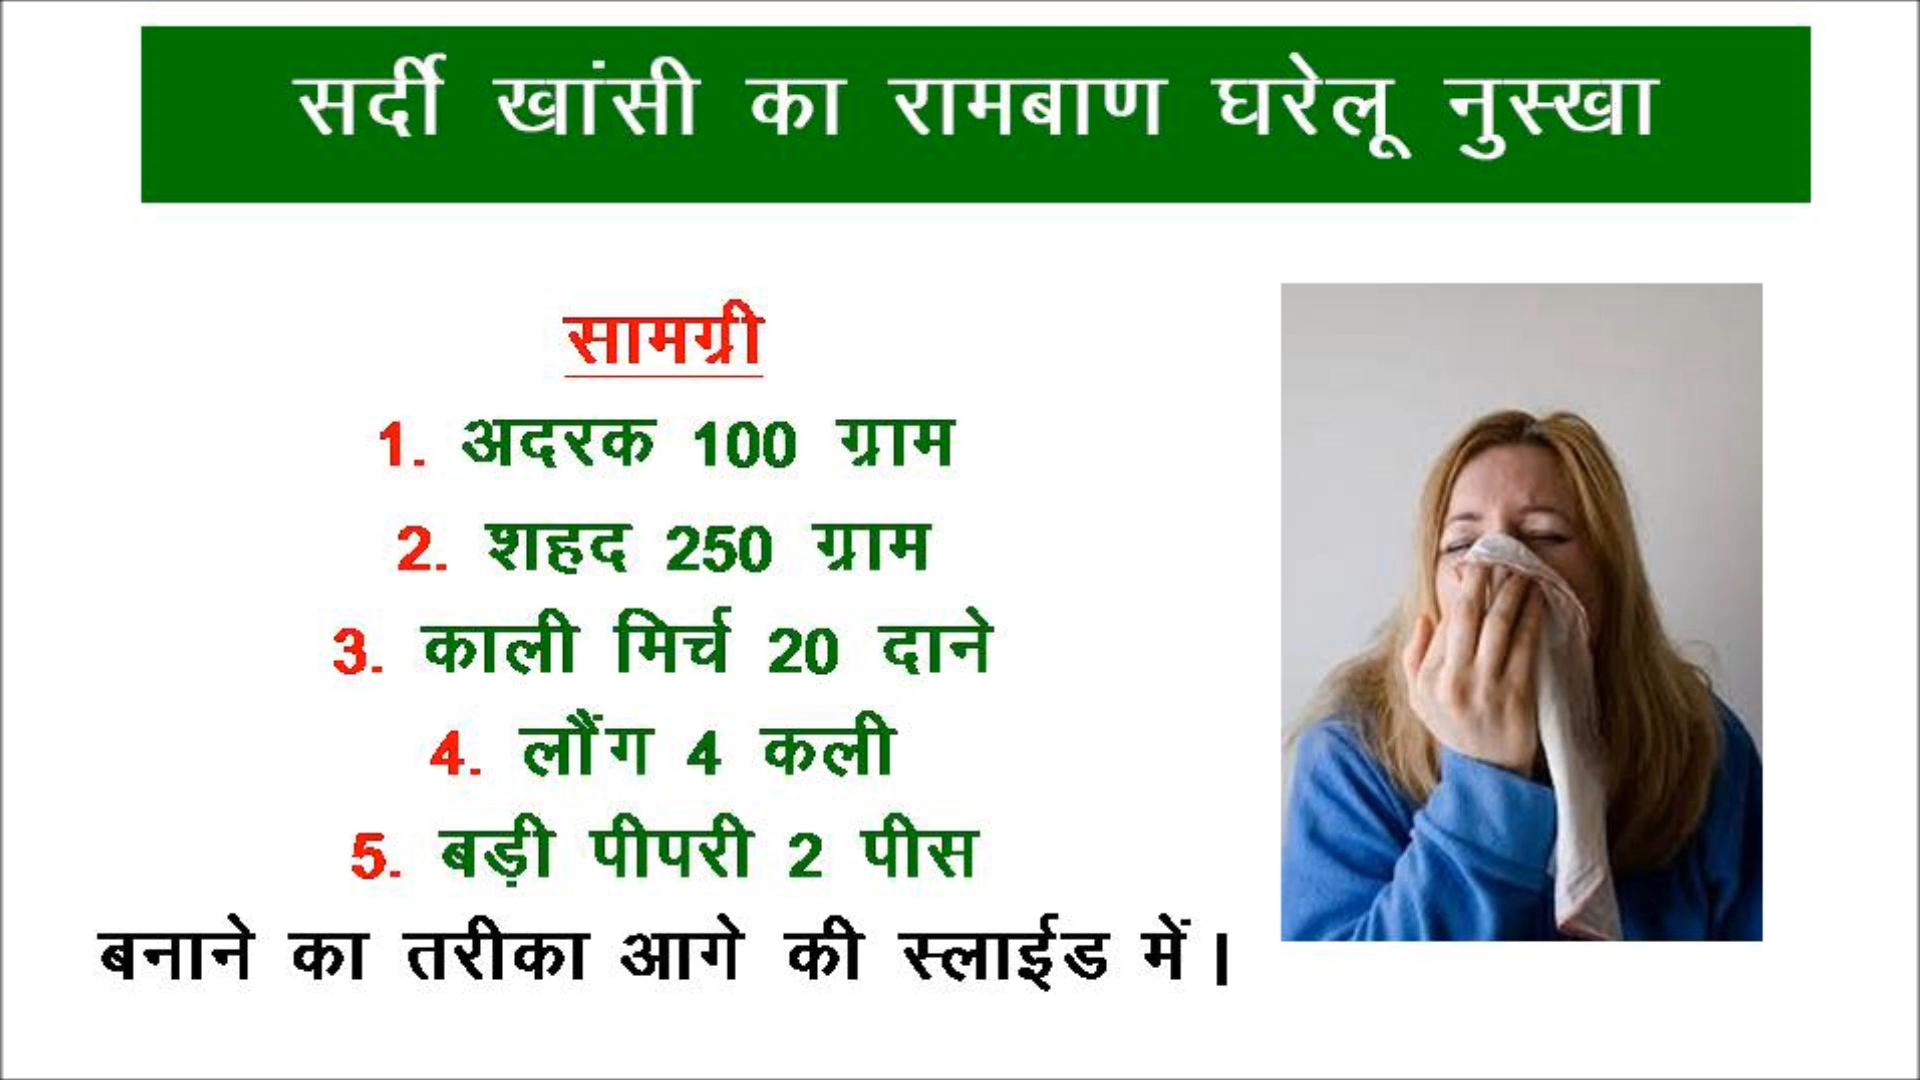 सर्दी खांसी का रामबाण घरेलू नुस्खा
सामग्री
1. अदरक 100 ग्राम
2. शहद 250 ग्राम
3. काली मिर्च 20 दाने
4. लौंग 4 कली
5. बड़ी पीपरी 2 पीस
बनाने का तरीका आगे की स्लाईड में।